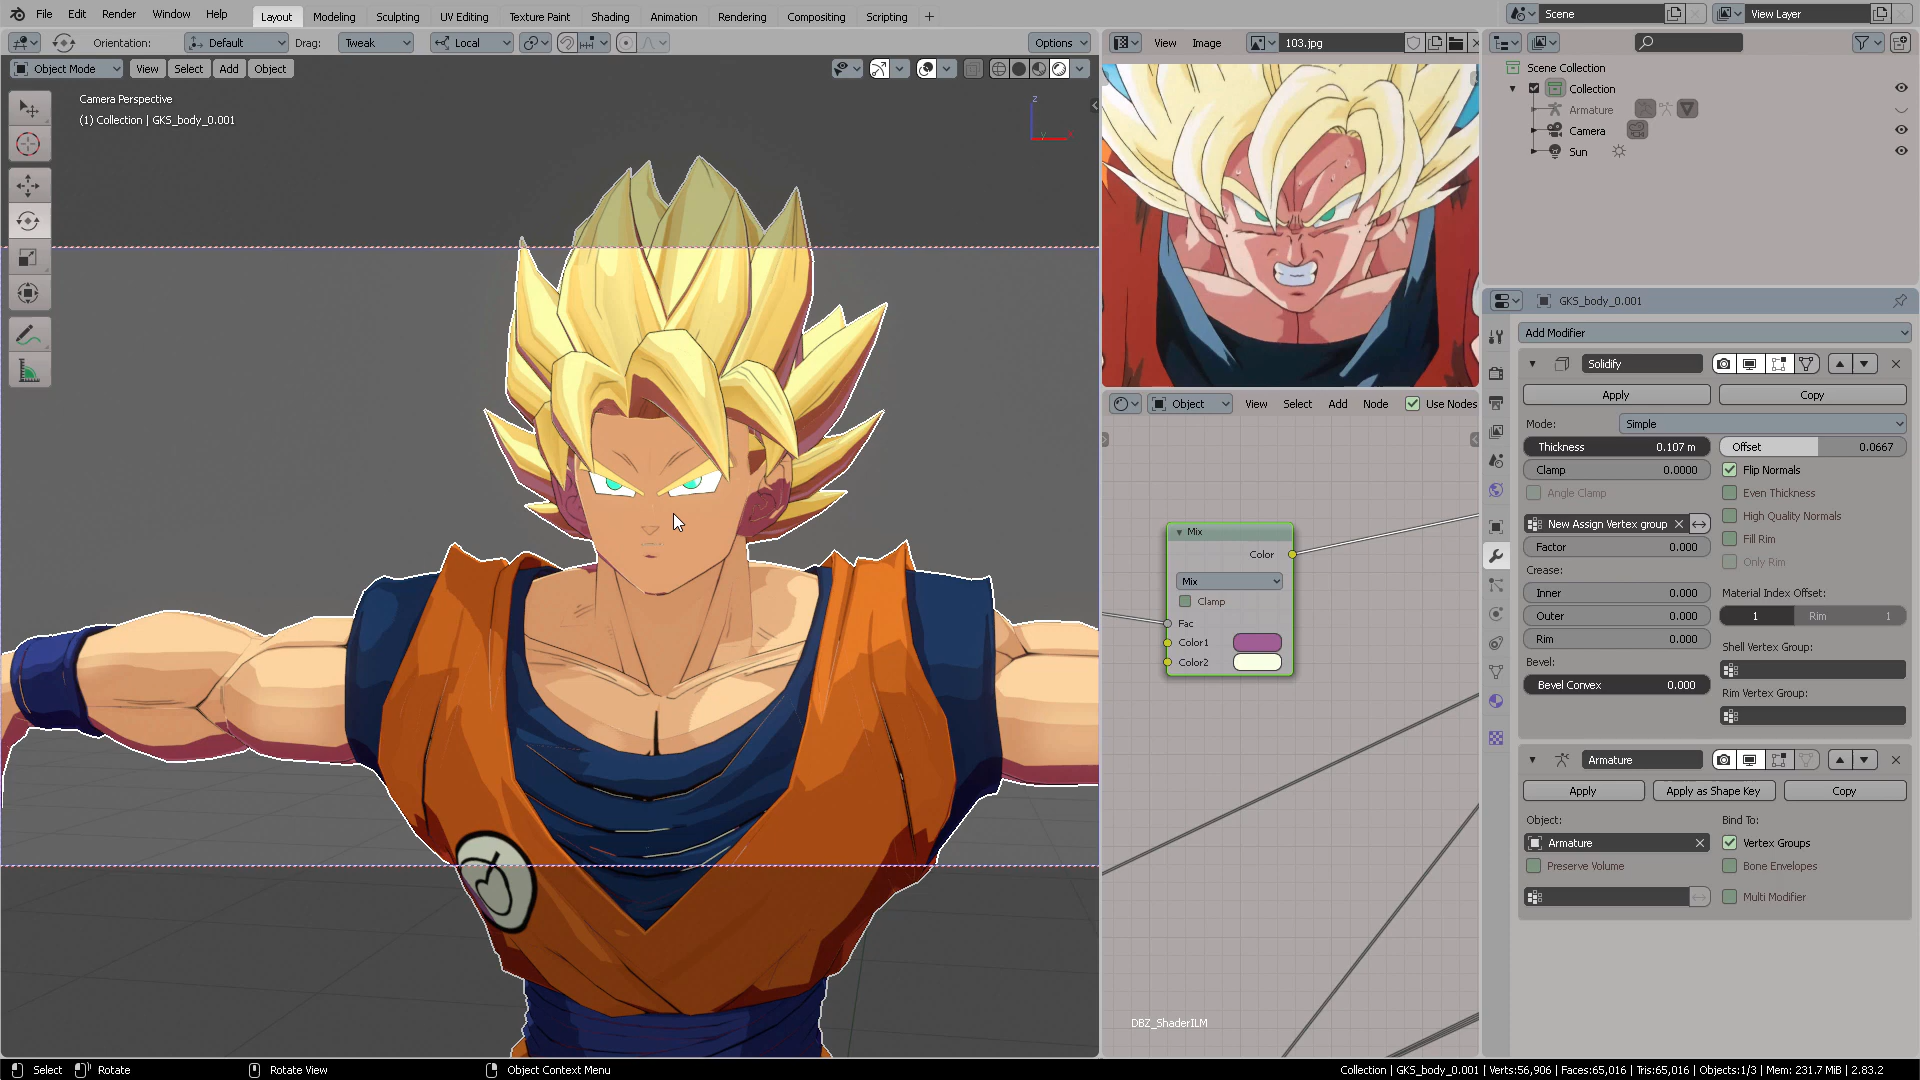 File Edit Render Window Help Layout Modeling Sculpting UV Editing Texture Paint Shading Animation Rendering Compositing Scripting + Scene View Layer
Orientation: Default Drag: Tweak Local Options View Image 103.jpg
Object Mode View Select Add Object
Camera Perspective
(1) Collection | GKS_body_0.001
Z
Y X
Scene Collection
Collection
Armature
Camera
Sun
Object View Select Add Node Use Nodes
Mix
Color
Mix
Clamp
Fac
Color1
Color2
DBZ_ShaderILM
GKS_body_0.001
Add Modifier
Solidify
Apply Copy
Mode: Simple
Thickness 0.107 m Offset 0.0667
Clamp 0.0000 Flip Normals
Angle Clamp Even Thickness
High Quality Normals
New Assign Vertex group
Fill Rim
Factor 0.000
Only Rim
Crease:
Inner 0.000 Material Index Offset:
Outer 0.000 1 Rim 1
Rim 0.000
Shell Vertex Group:
Bevel:
Bevel Convex 0.000
Rim Vertex Group:
Armature
Apply Apply as Shape Key Copy
Object: Bind To:
Armature Vertex Groups
Preserve Volume Bone Envelopes
Multi Modifier
Select Rotate Rotate View Object Context Menu Collection | GKS_body_0.001 | Verts:56,906 | Faces:65,016 | Tris:65,016 | Objects:1/3 | Mem: 231.7 MiB | 2.83.2